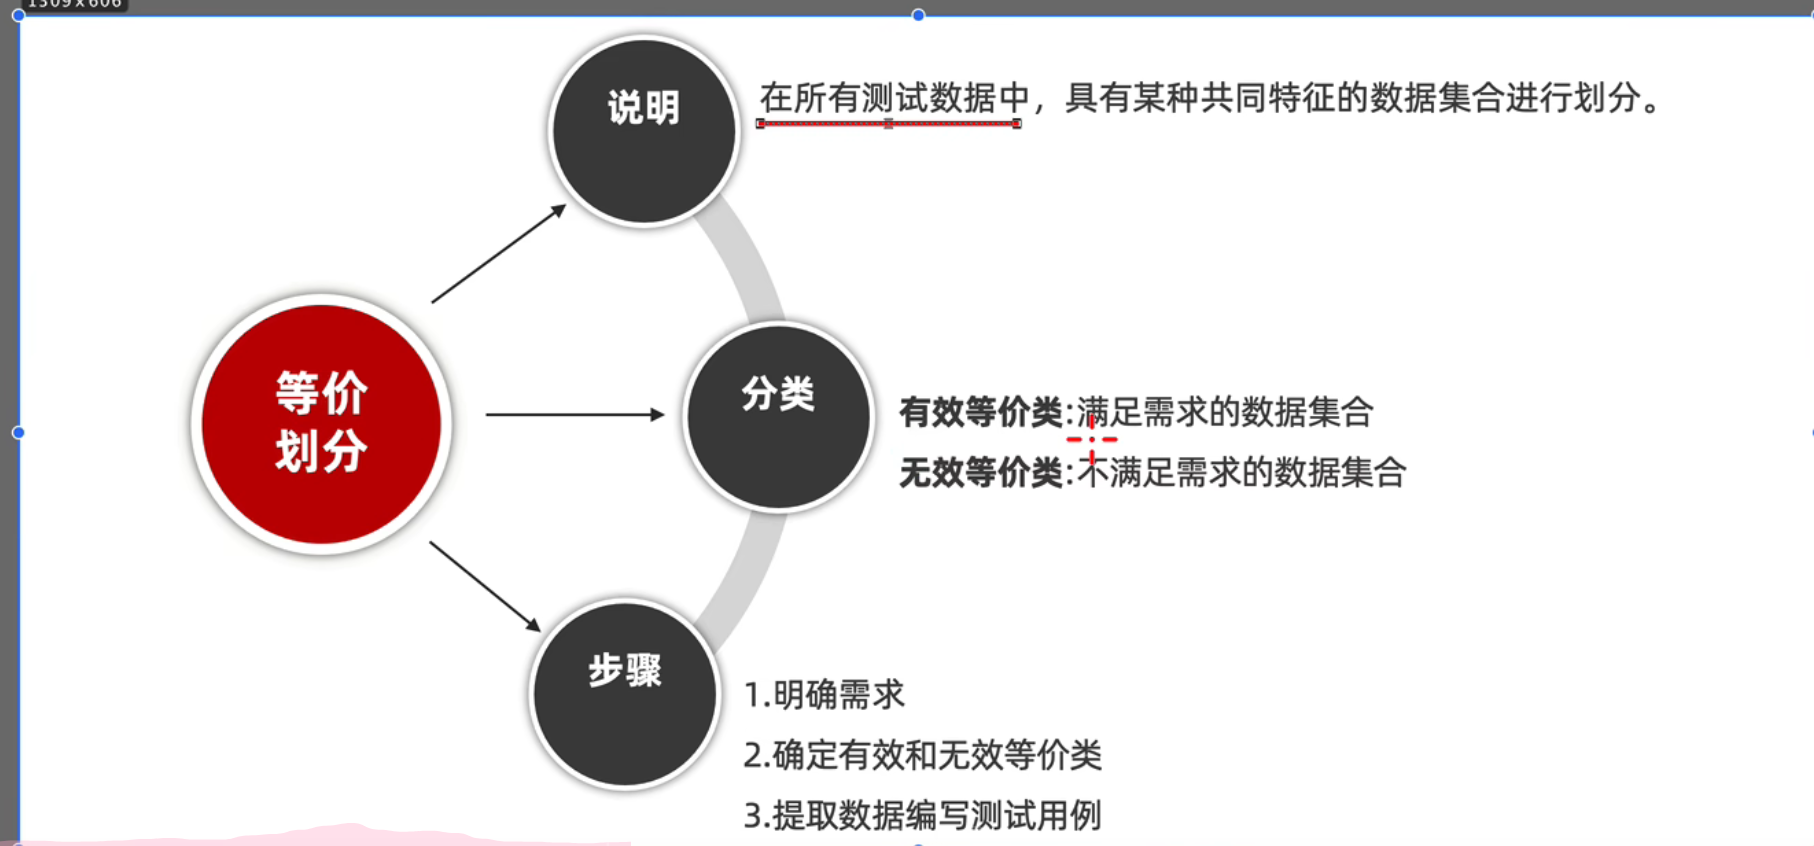 1309x606
说明
在所有测试数据中，具有某种共同特征的数据集合进行划分。
等价
划分
分类
有效等价类:满足需求的数据集合
无效等价类:不满足需求的数据集合
步骤
1.明确需求
2.确定有效和无效等价类
3.提取数据编写测试用例